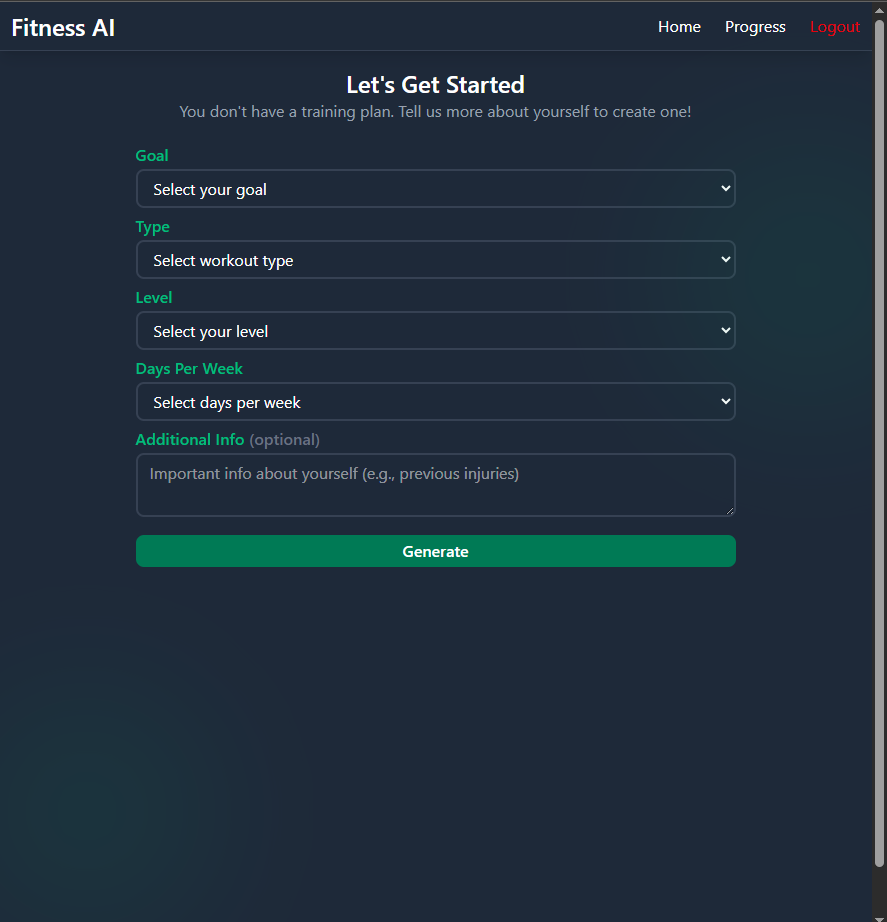 Fitness AI
Home Progress Logout
Let's Get Started
You don't have a training plan. Tell us more about yourself to create one!
Goal
Select your goal
Type
Select workout type
Level
Select your level
Days Per Week
Select days per week
Additional Info (optional)
Important info about yourself (e.g., previous injuries)
Generate